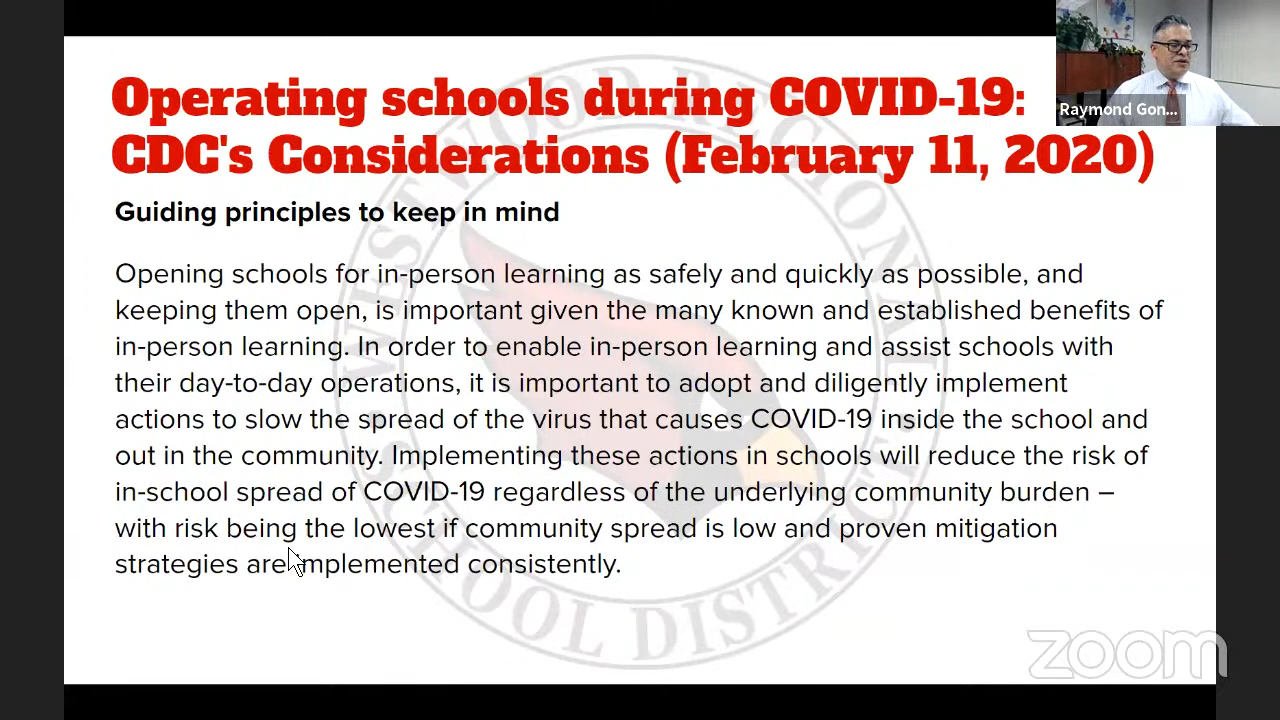 Operating schools during COVID-19:
CDC's Considerations (February 11, 2020)
Raymond Gon...
Guiding principles to keep in mind
Opening schools for in-person learning as safely and quickly as possible, and
keeping them open, is important given the many known and established benefits of
in-person learning. In order to enable in-person learning and assist schools with
their day-to-day operations, it is important to adopt and diligently implement
actions to slow the spread of the virus that causes COVID-19 inside the school and
out in the community. Implementing these actions in schools will reduce the risk of
in-school spread of COVID-19 regardless of the underlying community burden –
with risk being the lowest if community spread is low and proven mitigation
strategies are implemented consistently.
WESTWOOD REGIONAL
SCHOOL DISTRICT
zoom